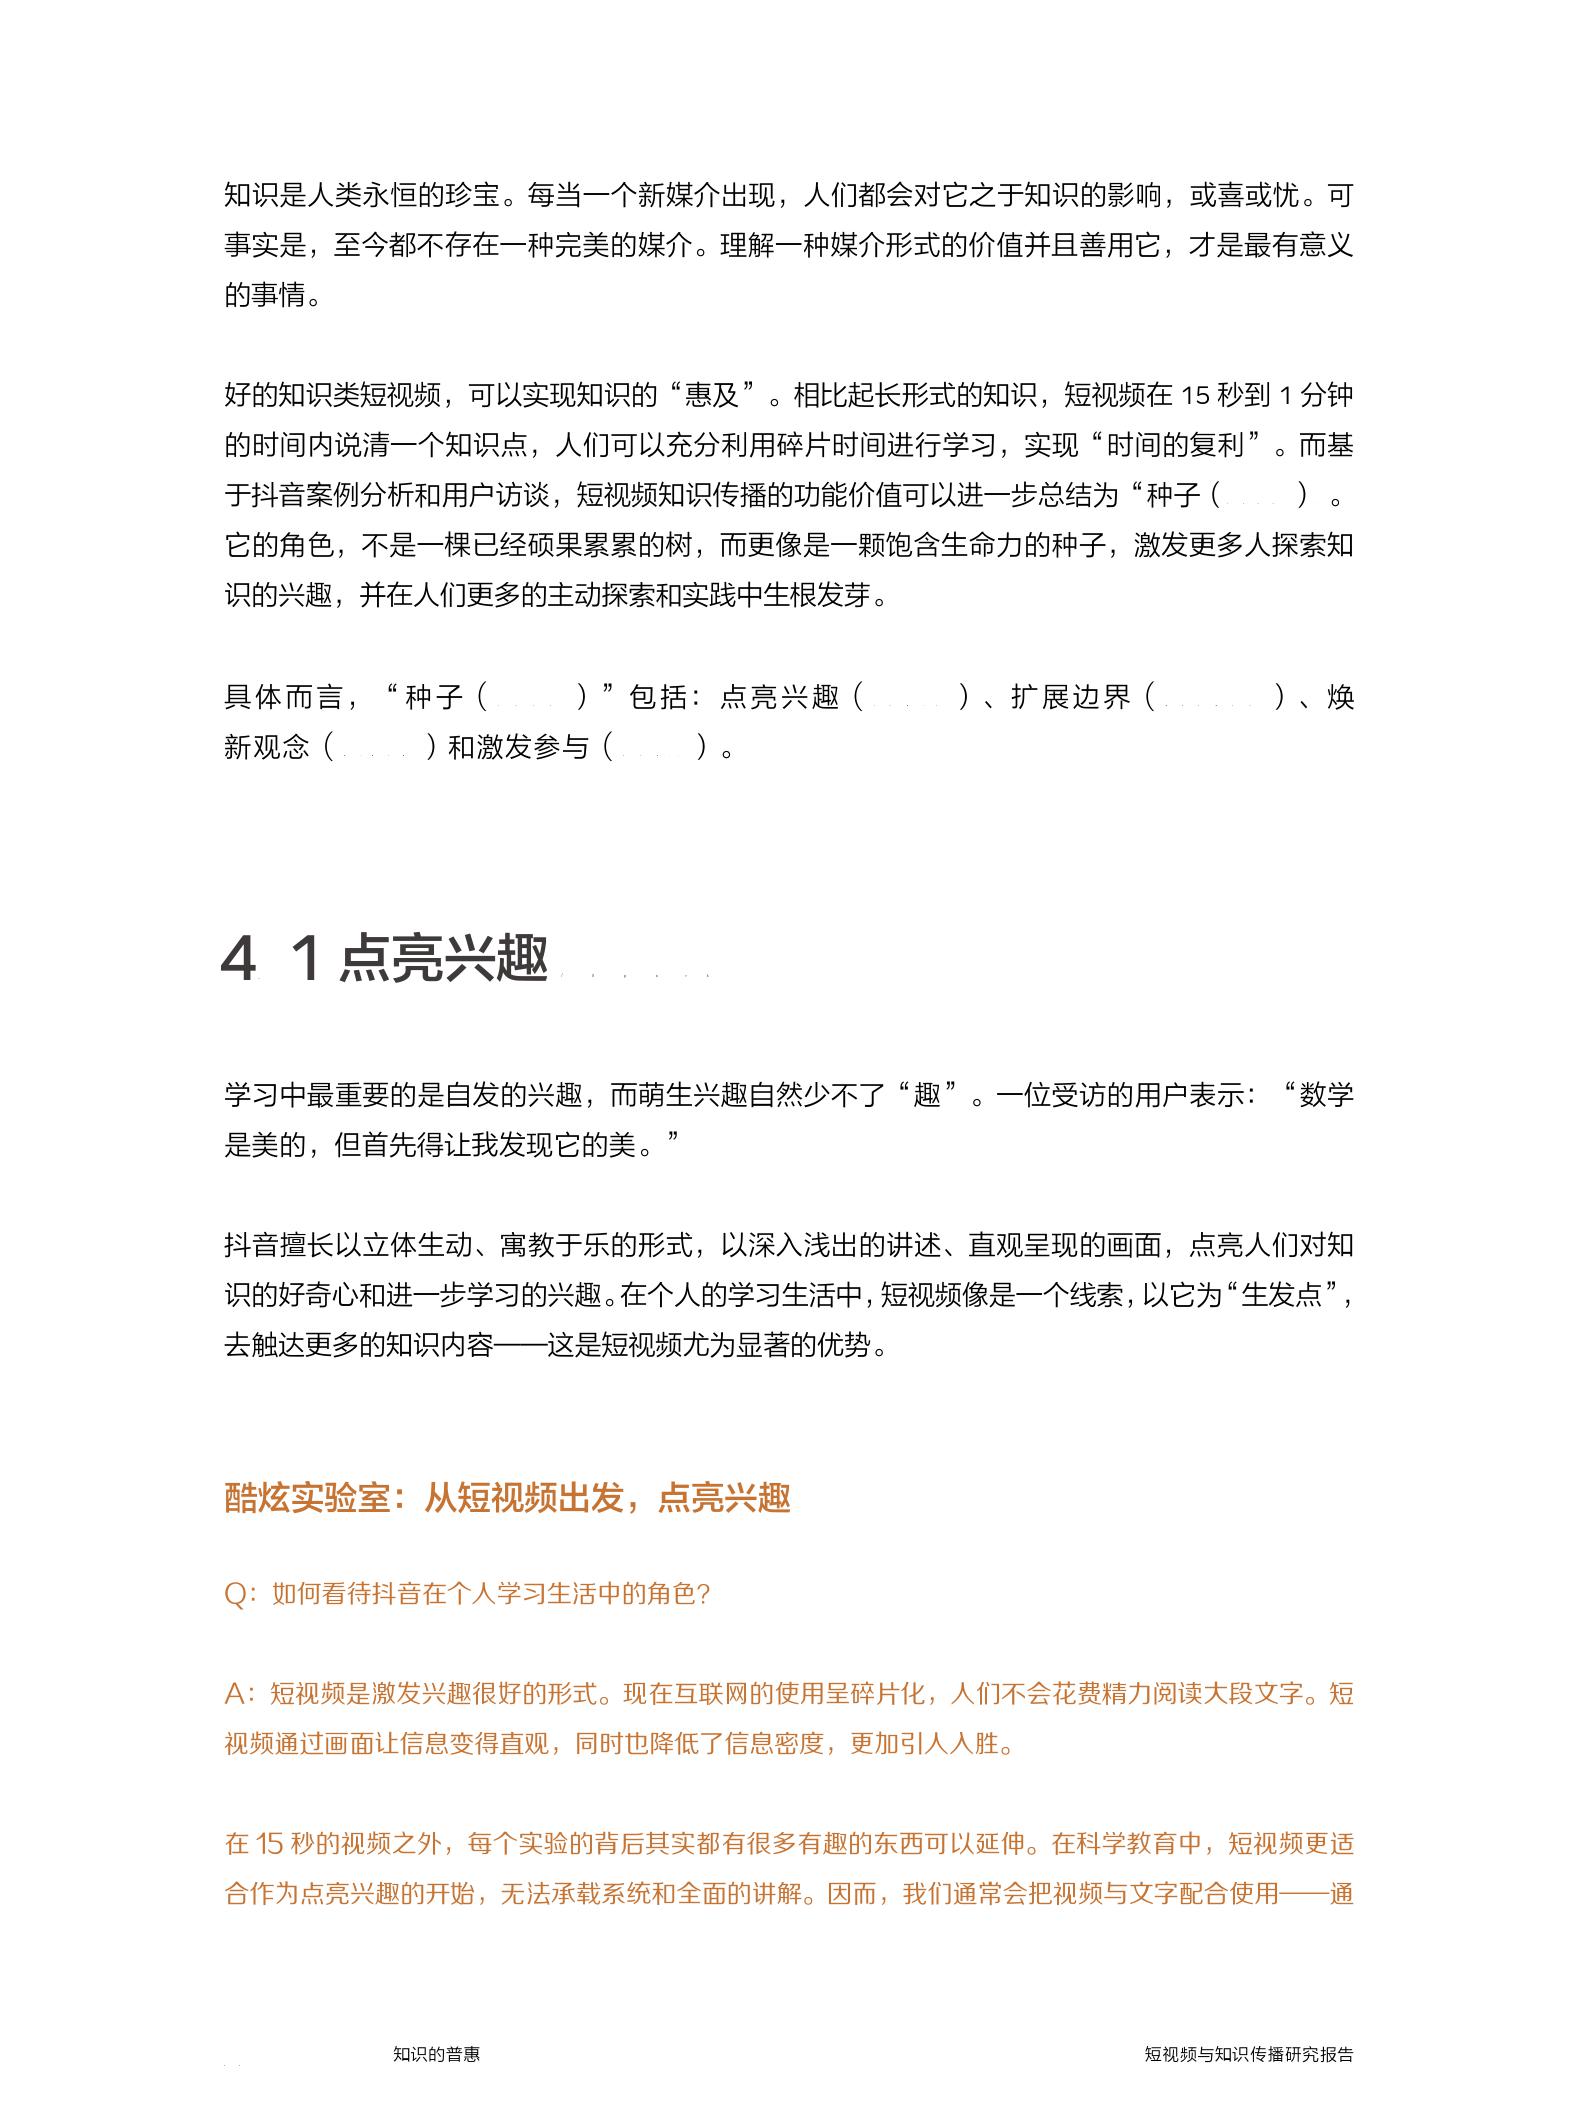 知识是人类永恒的珍宝。每当一个新媒介出现，人们都会对它之于知识的影响，或喜或忧。可
事实是，至今都不存在一种完美的媒介。理解一种媒介形式的价值并且善用它，才是最有意义
的事情。
好的知识类短视频，可以实现知识的“惠及”。相比起长形式的知识，短视频在 15 秒到 1 分钟
的时间内说清一个知识点，人们可以充分利用碎片时间进行学习，实现“时间的复利”。而基
于抖音案例分析和用户访谈，短视频知识传播的功能价值可以进一步总结为“种子（ ）。
它的角色，不是一棵已经硕果累累的树，而更像是一颗饱含生命力的种子，激发更多人探索知
识的兴趣，并在人们更多的主动探索和实践中生根发芽。
具体而言，“种子（ ）”包括：点亮兴趣（ ）、扩展边界（ ）、焕
新观念（ ）和激发参与（ ）。
4 1 点亮兴趣
学习中最重要的是自发的兴趣，而萌生兴趣自然少不了“趣”。一位受访的用户表示：“数学
是美的，但首先得让我发现它的美。”
抖音擅长以立体生动、寓教于乐的形式，以深入浅出的讲述、直观呈现的画面，点亮人们对知
识的好奇心和进一步学习的兴趣。在个人的学习生活中，短视频像是一个线索，以它为“生发点”，
去触达更多的知识内容——这是短视频尤为显著的优势。
酷炫实验室：从短视频出发，点亮兴趣
Q：如何看待抖音在个人学习生活中的角色？
A：短视频是激发兴趣很好的形式。现在互联网的使用呈碎片化，人们不会花费精力阅读大段文字。短
视频通过画面让信息变得直观，同时也降低了信息密度，更加引人入胜。
在 15 秒的视频之外，每个实验的背后其实都有很多有趣的东西可以延伸。在科学教育中，短视频更适
合作为点亮兴趣的开始，无法承载系统和全面的讲解。因而，我们通常会把视频与文字配合使用——通
知识的普惠
短视频与知识传播研究报告